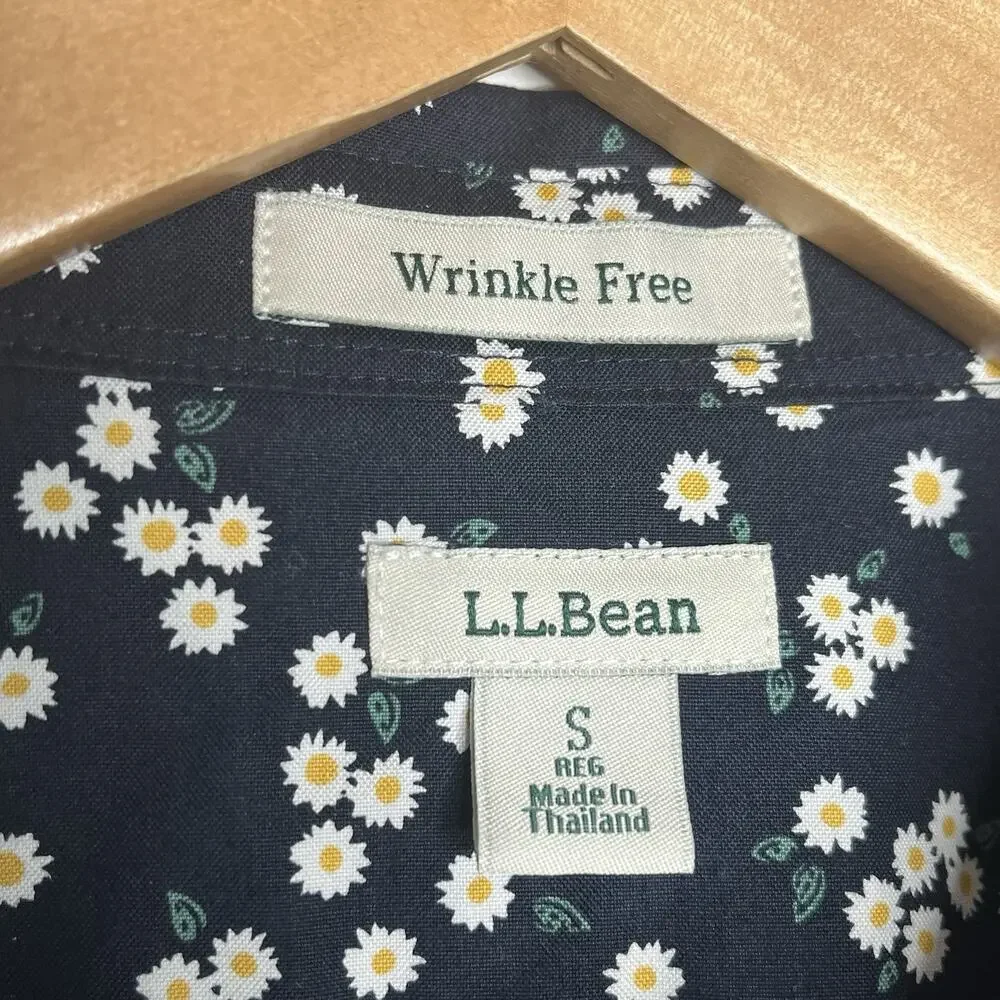 Wrinkle Free
L.L.Bean
S
REG
Made In
Thailand